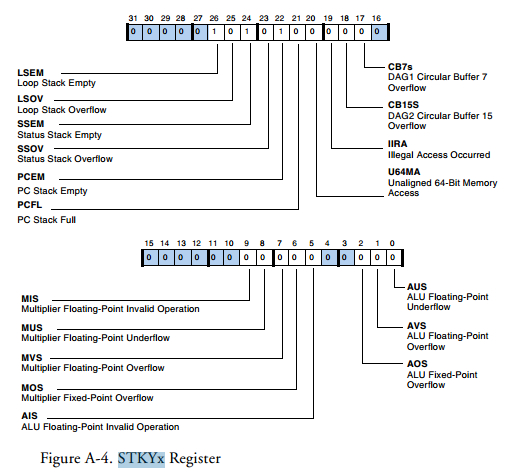 31 30 29 28 27 26 25 24 23 22 21 20 19 18 17 16
0 0 0 0 0 1 0 1 0 1 0 0 0 0 0 0
LSEM
Loop Stack Empty
LSOV
Loop Stack Overflow
SSEM
Status Stack Empty
SSOV
Status Stack Overflow
PCEM
PC Stack Empty
PCFL
PC Stack Full
CB7s
DAG1 Circular Buffer 7
Overflow
CB15S
DAG2 Circular Buffer 15
Overflow
IIRA
Illegal Access Occurred
U64MA
Unaligned 64-Bit Memory
Access
15 14 13 12 11 10 9 8 7 6 5 4 3 2 1 0
0 0 0 0 0 0 0 0 0 0 0 0 0 0 0 0
MIS
Multiplier Floating-Point Invalid Operation
MUS
Multiplier Floating-Point Underflow
MVS
Multiplier Floating-Point Overflow
MOS
Multiplier Fixed-Point Overflow
AIS
ALU Floating-Point Invalid Operation
AUS
ALU Floating-Point
Underflow
AVS
ALU Floating-Point
Overflow
AOS
ALU Fixed-Point
Overflow
Figure A-4. STKYx Register